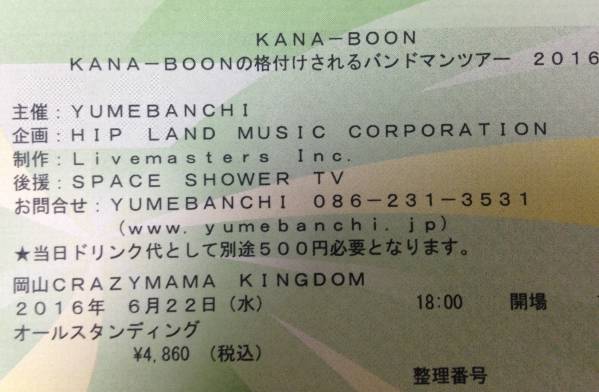 KANA－BOON
KANA－BOONの格付けされるバンドマンツアー　2016
主催：YUMEBANCHI
企画：HIP　LAND　MUSIC　CORPORATION
制作：Livemasters　Inc.
後援：SPACE　SHOWER　TV
お問合せ：YUMEBANCHI　086-231-3531
(www.yumebanchi.jp)
★当日ドリンク代として別途500円必要となります。
岡山CRAZYMAMA　KINGDOM
2016年　6月22日（水）　18:00　開場
オールスタンディング
¥4,860　（税込）
整理番号